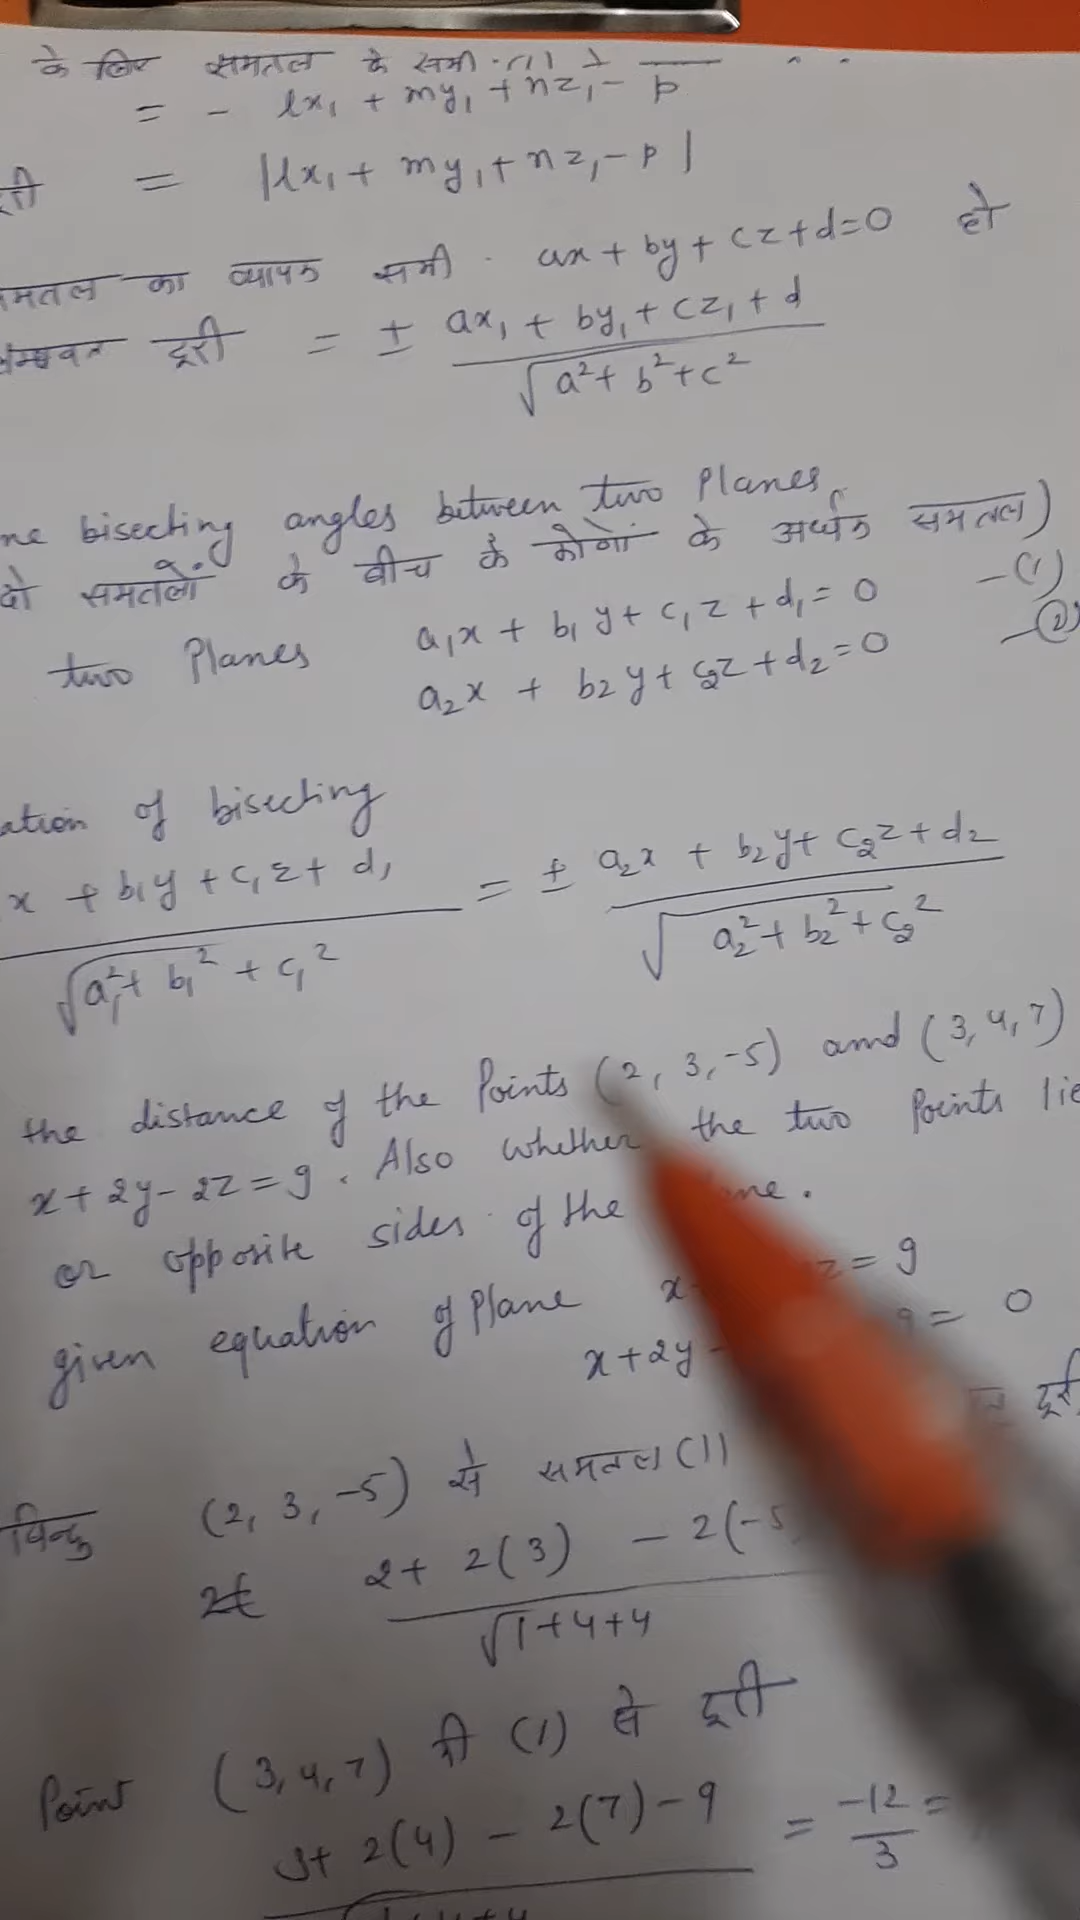 के लिए समतल के समी.
= - lx₁ + my₁ + nz₁ - p
= |lx₁ + my₁ + nz₁ - p|
का व्यापक समी. ax + by + cz + d = 0 हो
दूरी = ± (ax₁ + by₁ + cz₁ + d) / √(a² + b² + c²)
bisecting angles between two Planes
दो समतलों के बीच के कोणों के अर्धक समतल)
two Planes a₁x + b₁y + c₁z + d₁ = 0 -(1)
a₂x + b₂y + c₂z + d₂ = 0 -(2)
of bisecting
x + b₁y + c₁z + d₁ / √(a₁² + b₁² + c₁²) = ± (a₂x + b₂y + c₂z + d₂) / √(a₂² + b₂² + c₂²)
the distance of the Points (2, 3, -5) and (3, 4, 7)
x + 2y - 2z = 9. Also whether the two Points lie
or opposite sides of the
given equation of Plane x z = 9
x + 2y - 9 = 0
बिन्दु (2, 3, -5) से समतल (1)
2 + 2(3) - 2(-5 / √1+4+4
Point (3, 4, 7) की (1) से दूरी
3 + 2(4) - 2(7) - 9 = -12/3 =